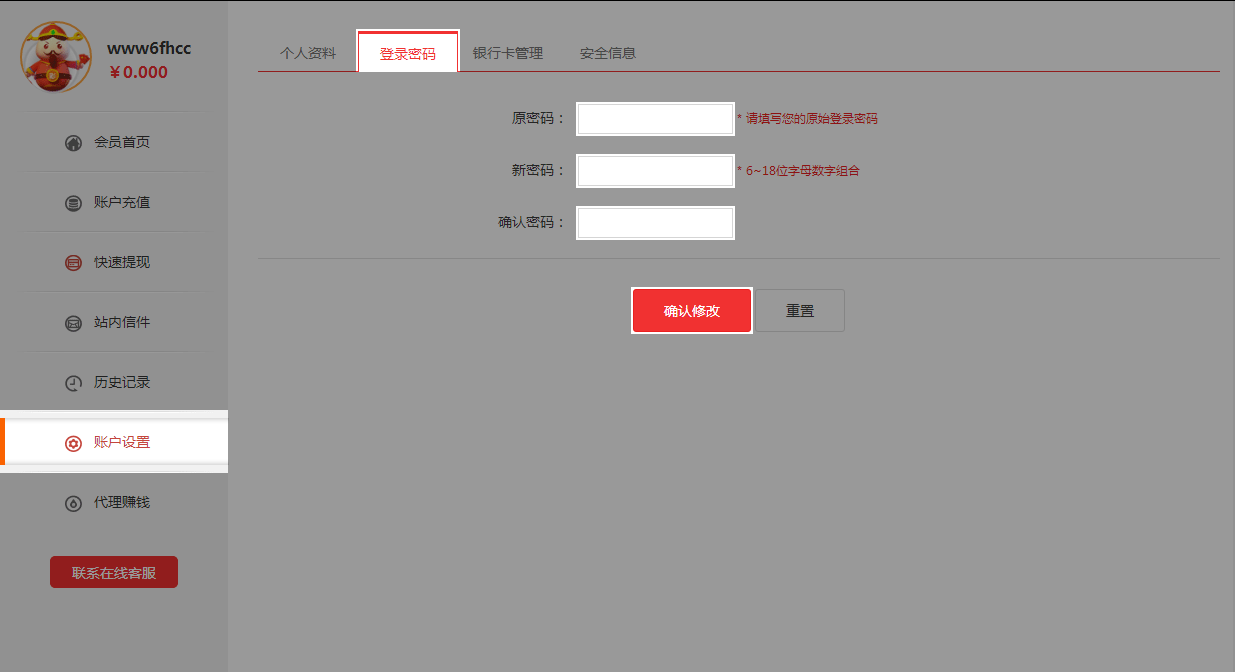 www6fhcc
¥0.000
会员首页
账户充值
快速提现
站内信件
历史记录
账户设置
代理赚钱
联系在线客服
个人资料 登录密码 银行卡管理 安全信息
原密码： * 请填写您的原始登录密码
新密码： * 6~18位字母数字组合
确认密码：
确认修改 重置